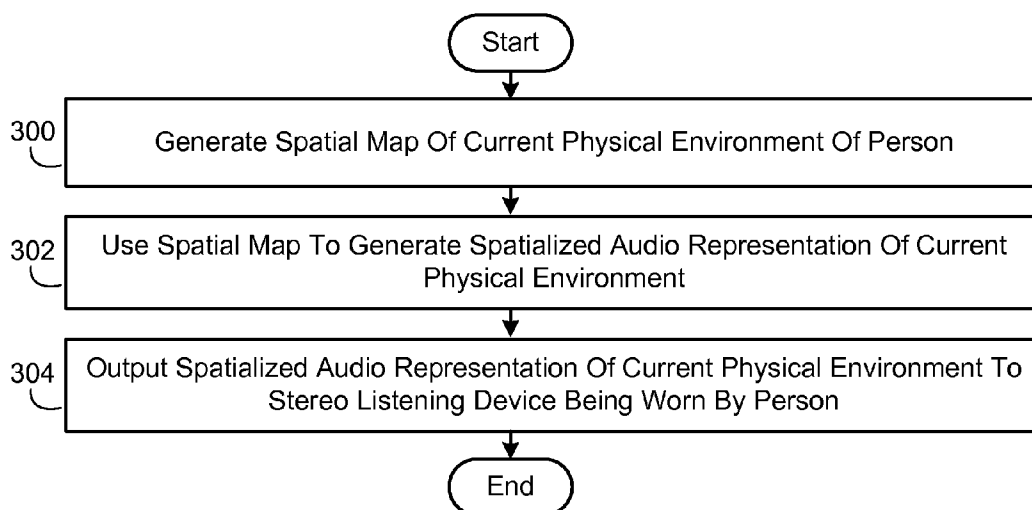 Start
300
Generate Spatial Map Of Current Physical Environment Of Person
302
Use Spatial Map To Generate Spatialized Audio Representation Of Current
Physical Environment
304
Output Spatialized Audio Representation Of Current Physical Environment To
Stereo Listening Device Being Worn By Person
End